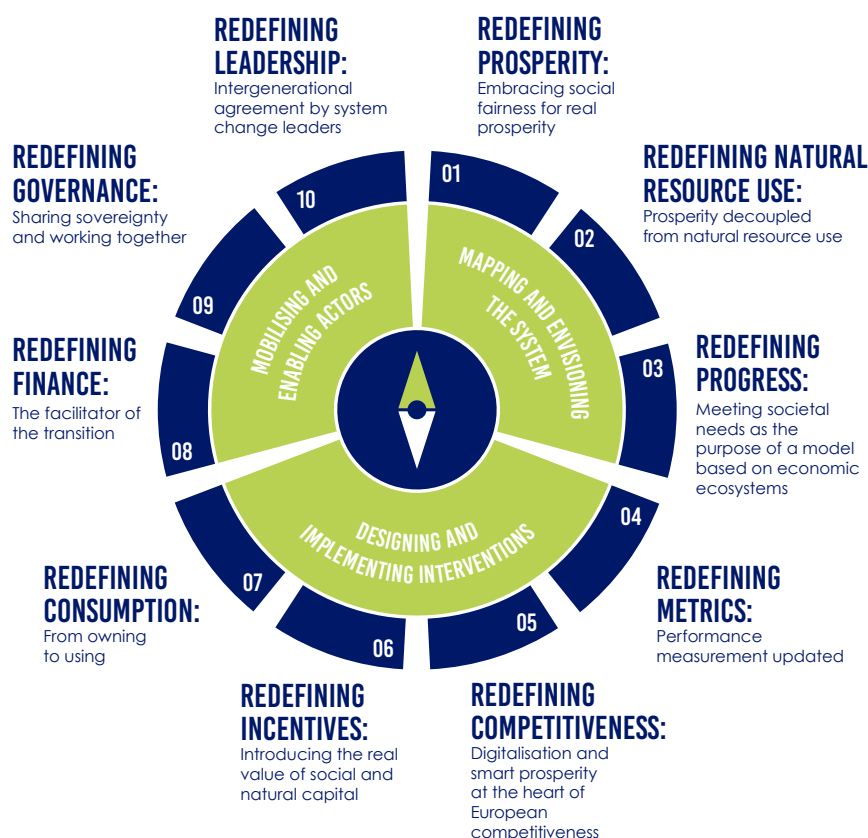 REDEFINING
PROSPERITY:
Embracing social
fairness for real
prosperity
REDEFINING NATURAL
RESOURCE USE:
Prosperity decoupled
from natural resource use
REDEFINING
PROGRESS:
Meeting societal
needs as the
purpose of a model
based on economic
ecosystems
REDEFINING
METRICS:
Performance
measurement updated
REDEFINING
COMPETITIVENESS:
Digitalisation and
smart prosperity
at the heart of
European
competitiveness
REDEFINING
INCENTIVES:
Introducing the real
value of social and
natural capital
REDEFINING
CONSUMPTION:
From owning
to using
REDEFINING
FINANCE:
The facilitator of
the transition
REDEFINING
GOVERNANCE:
Sharing sovereignty
and working together
REDEFINING
LEADERSHIP:
Intergenerational
agreement by system
change leaders
01
02
03
04
05
06
07
08
09
10
MAPPING AND ENVISIONING
THE SYSTEM
DESIGNING AND
IMPLEMENTING INTERVENTIONS
MOBILISING AND
ENABLING ACTORS